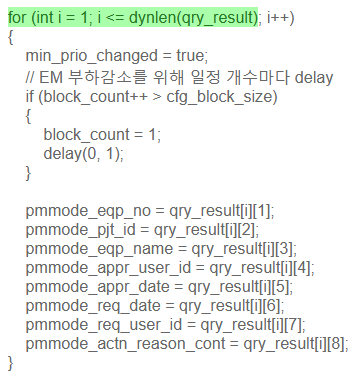 for (int i = 1; i <= dynlen(qry_result); i++)
{
    min_prio_changed = true;
    // EM 부하감소를 위해 일정 개수마다 delay
    if (block_count++ > cfg_block_size)
    {
        block_count = 1;
        delay(0, 1);
    }

    pmmode_eqp_no = qry_result[i][1];
    pmmode_pjt_id = qry_result[i][2];
    pmmode_eqp_name = qry_result[i][3];
    pmmode_appr_user_id = qry_result[i][4];
    pmmode_appr_date = qry_result[i][5];
    pmmode_req_date = qry_result[i][6];
    pmmode_req_user_id = qry_result[i][7];
    pmmode_actn_reason_cont = qry_result[i][8];
}